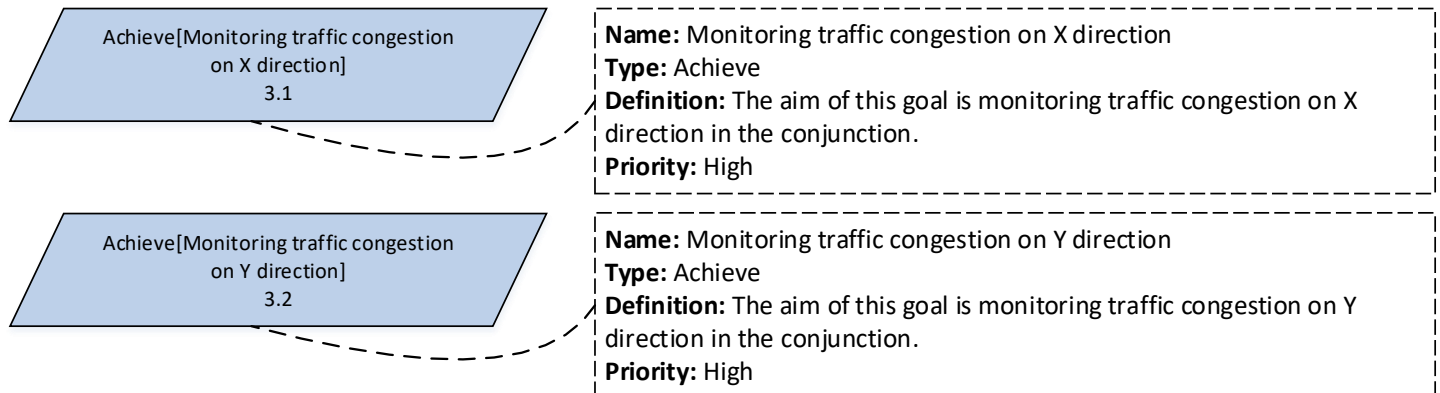 Achieve[Monitoring traffic congestion
on X direction]
3.1
Name: Monitoring traffic congestion on X direction
Type: Achieve
Definition: The aim of this goal is monitoring traffic congestion on X
direction in the conjunction.
Priority: High
Achieve[Monitoring traffic congestion
on Y direction]
3.2
Name: Monitoring traffic congestion on Y direction
Type: Achieve
Definition: The aim of this goal is monitoring traffic congestion on Y
direction in the conjunction.
Priority: High